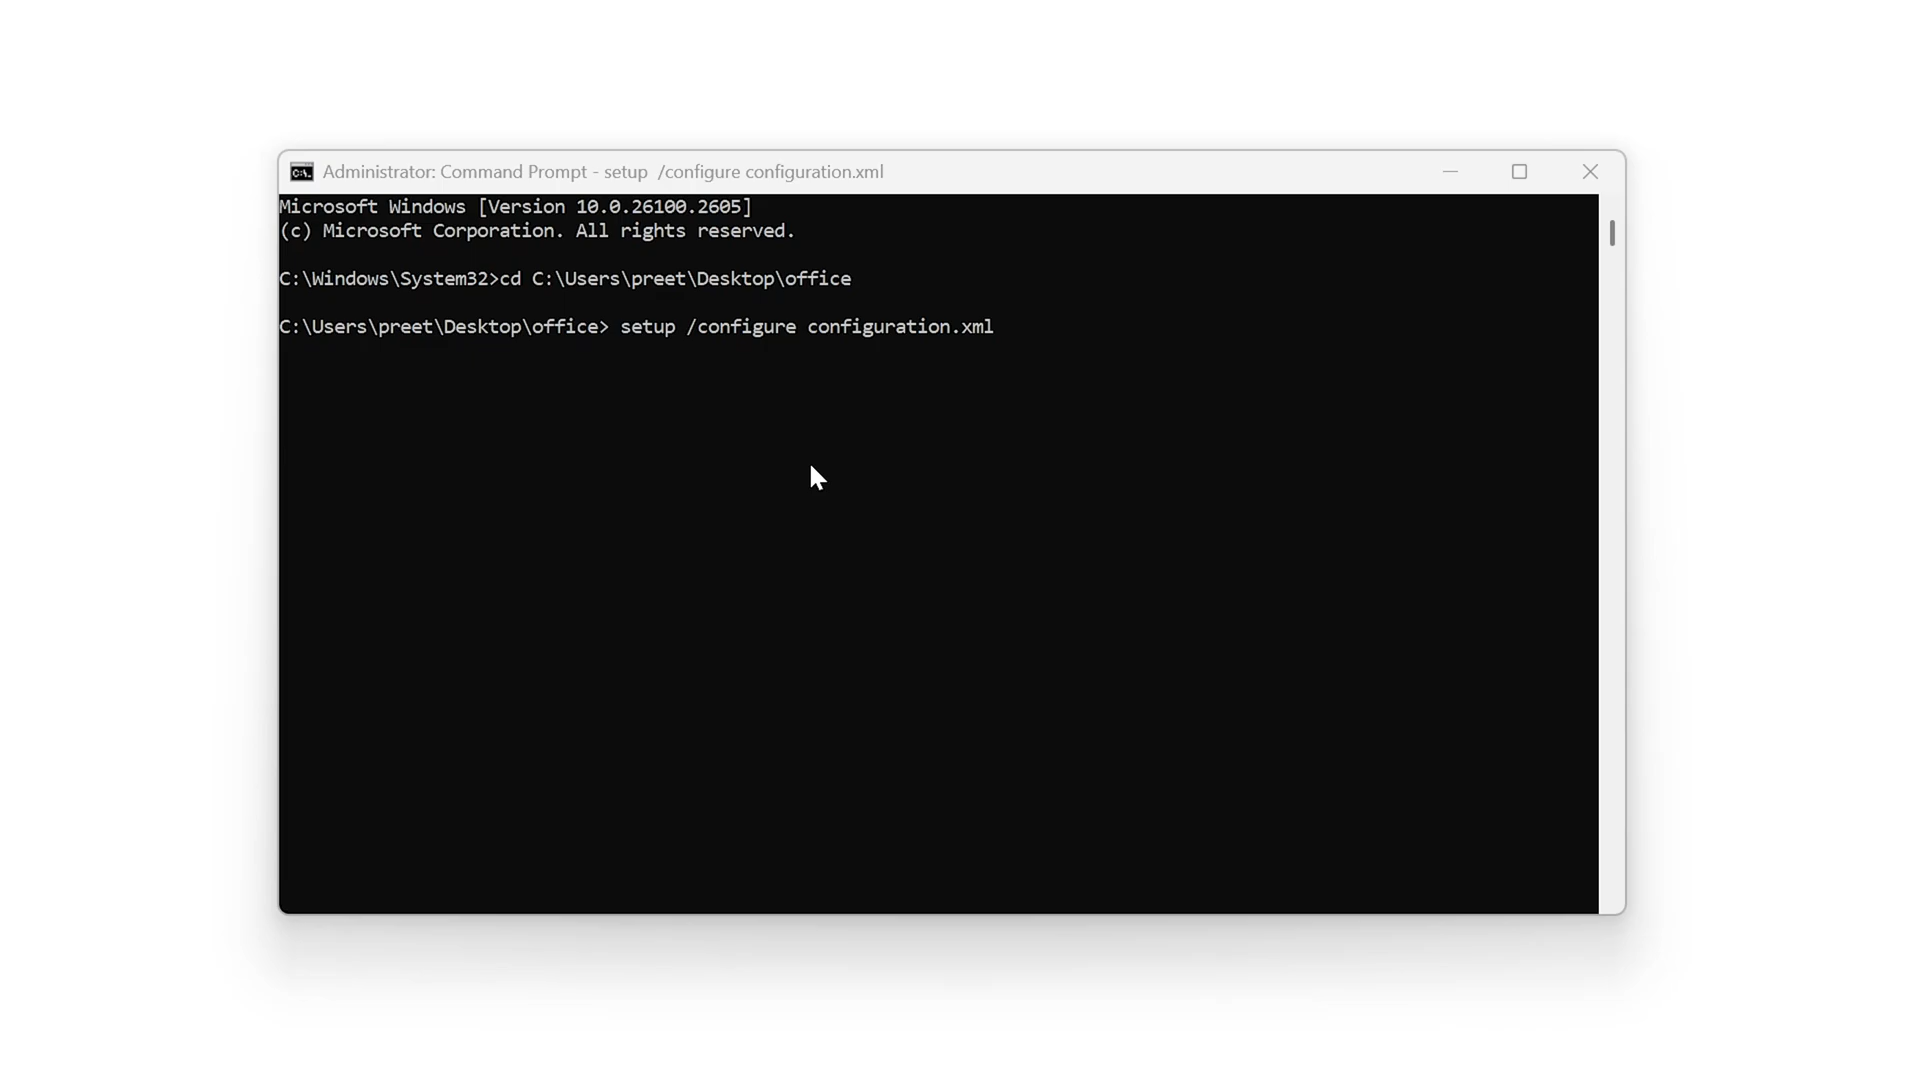 Administrator: Command Prompt - setup  /configure configuration.xml
Microsoft Windows [Version 10.0.26100.2605]
(c) Microsoft Corporation. All rights reserved.
C:\Windows\System32>cd C:\Users\preet\Desktop\office
C:\Users\preet\Desktop\office> setup /configure configuration.xml